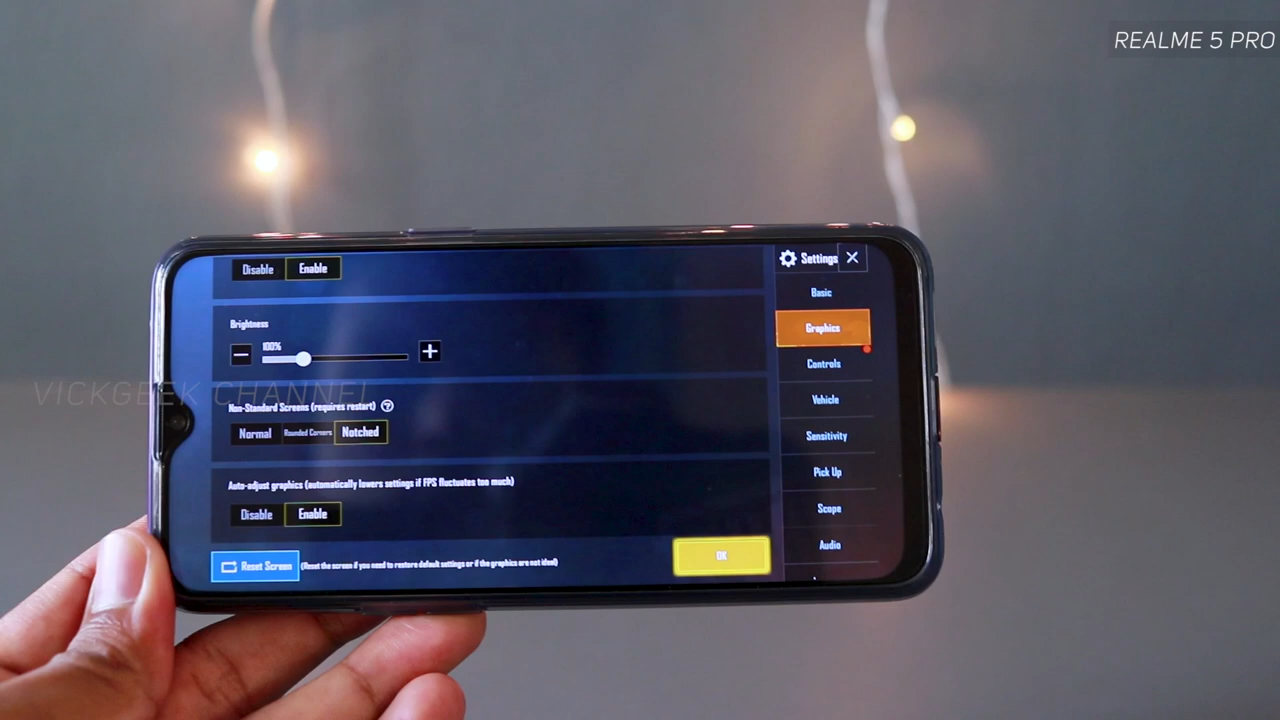 REALME 5 PRO
Settings
Disable Enable
Basic
Brightness
Graphics
100%
Controls
VICKGEEK CHANNEL
Vehicle
Non-Standard Screens (requires restart)
Normal Rounded Corners Notched
Sensitivity
Pick Up
Auto-adjust graphics (automatically lowers settings if FPS fluctuates too much)
Disable Enable
Scope
Audio
Reset Screen (Reset the screen if you need to restore default settings or if the graphics are not ideal)
OK